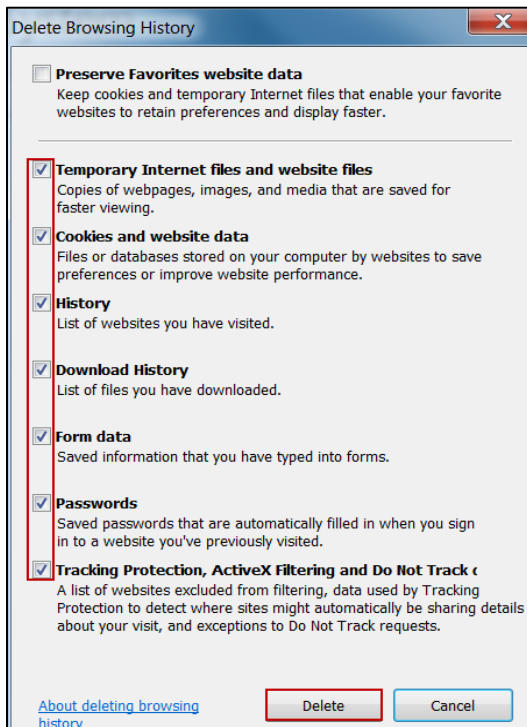 Delete Browsing History
Preserve Favorites website data
Keep cookies and temporary Internet files that enable your favorite
websites to retain preferences and display faster.
Temporary Internet files and website files
Copies of webpages, images, and media that are saved for
faster viewing.
Cookies and website data
Files or databases stored on your computer by websites to save
preferences or improve website performance.
History
List of websites you have visited.
Download History
List of files you have downloaded.
Form data
Saved information that you have typed into forms.
Passwords
Saved passwords that are automatically filled in when you sign
in to a website you've previously visited.
Tracking Protection, ActiveX Filtering and Do Not Track
A list of websites excluded from filtering, data used by Tracking
Protection to detect where sites might automatically be sharing details
about your visit, and exceptions to Do Not Track requests.
About deleting browsing
history
Delete
Cancel